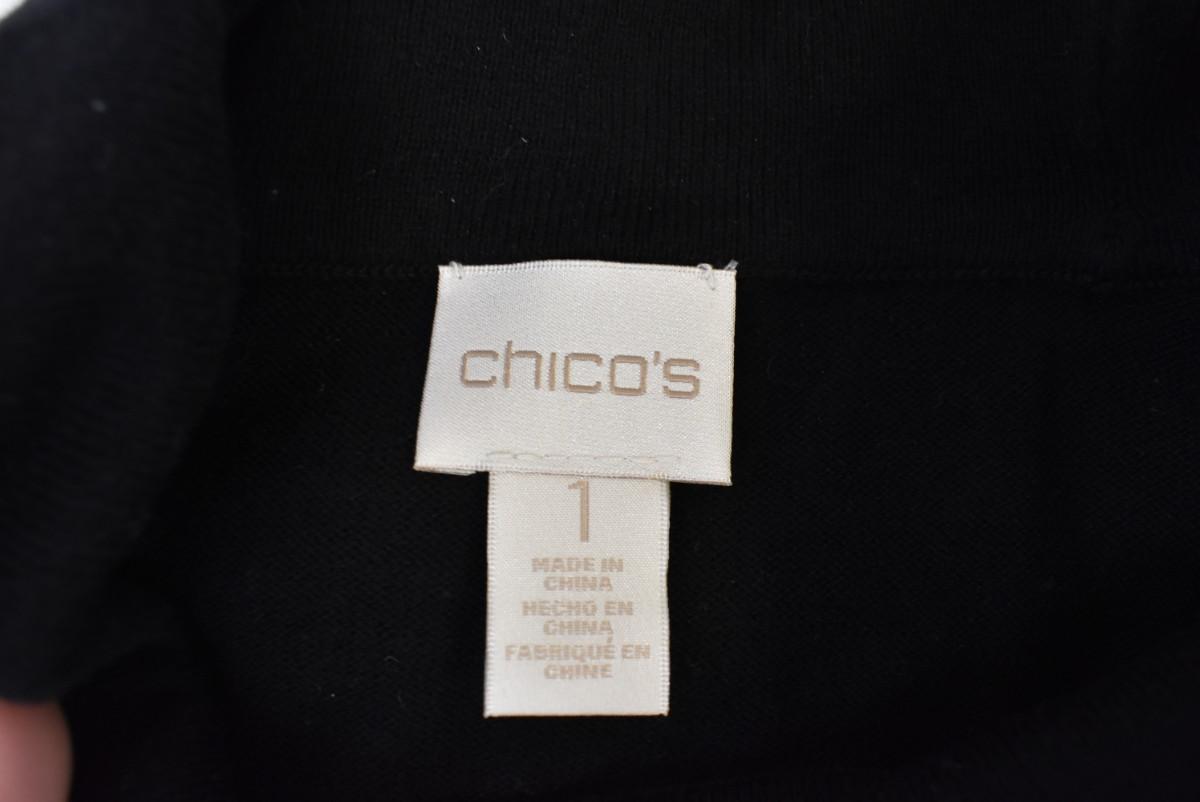 chico's
1
MADE IN
CHINA
HECHO EN
CHINA
FABRIQUÉ EN
CHINE